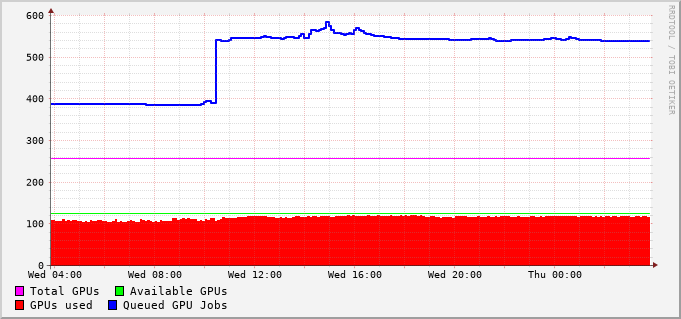 600
500
400
300
200
100
0
Wed 04:00 Wed 08:00 Wed 12:00 Wed 16:00 Wed 20:00 Thu 00:00
Total GPUs Available GPUs
GPUs used Queued GPU Jobs
RRDTOOL / TOBI OETIKER